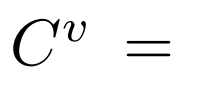 C^v =